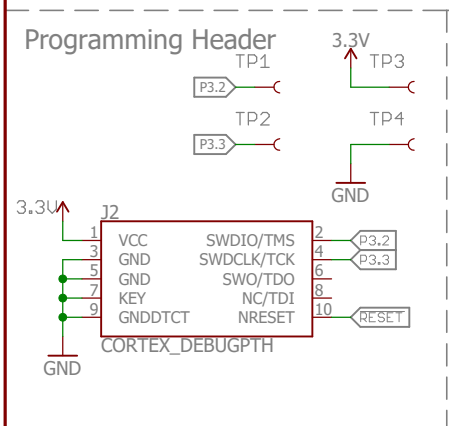 Programming Header
3.3V
TP1
TP3
P3.2
TP2
TP4
P3.3
GND
3.3V
J2
1 VCC SWDIO/TMS 2 P3.2
3 GND SWDCLK/TCK 4 P3.3
5 GND SWO/TDO 6
7 KEY NC/TDI 8
9 GNDDTCT NRESET 10 RESET
CORTEX_DEBUGPTH
GND